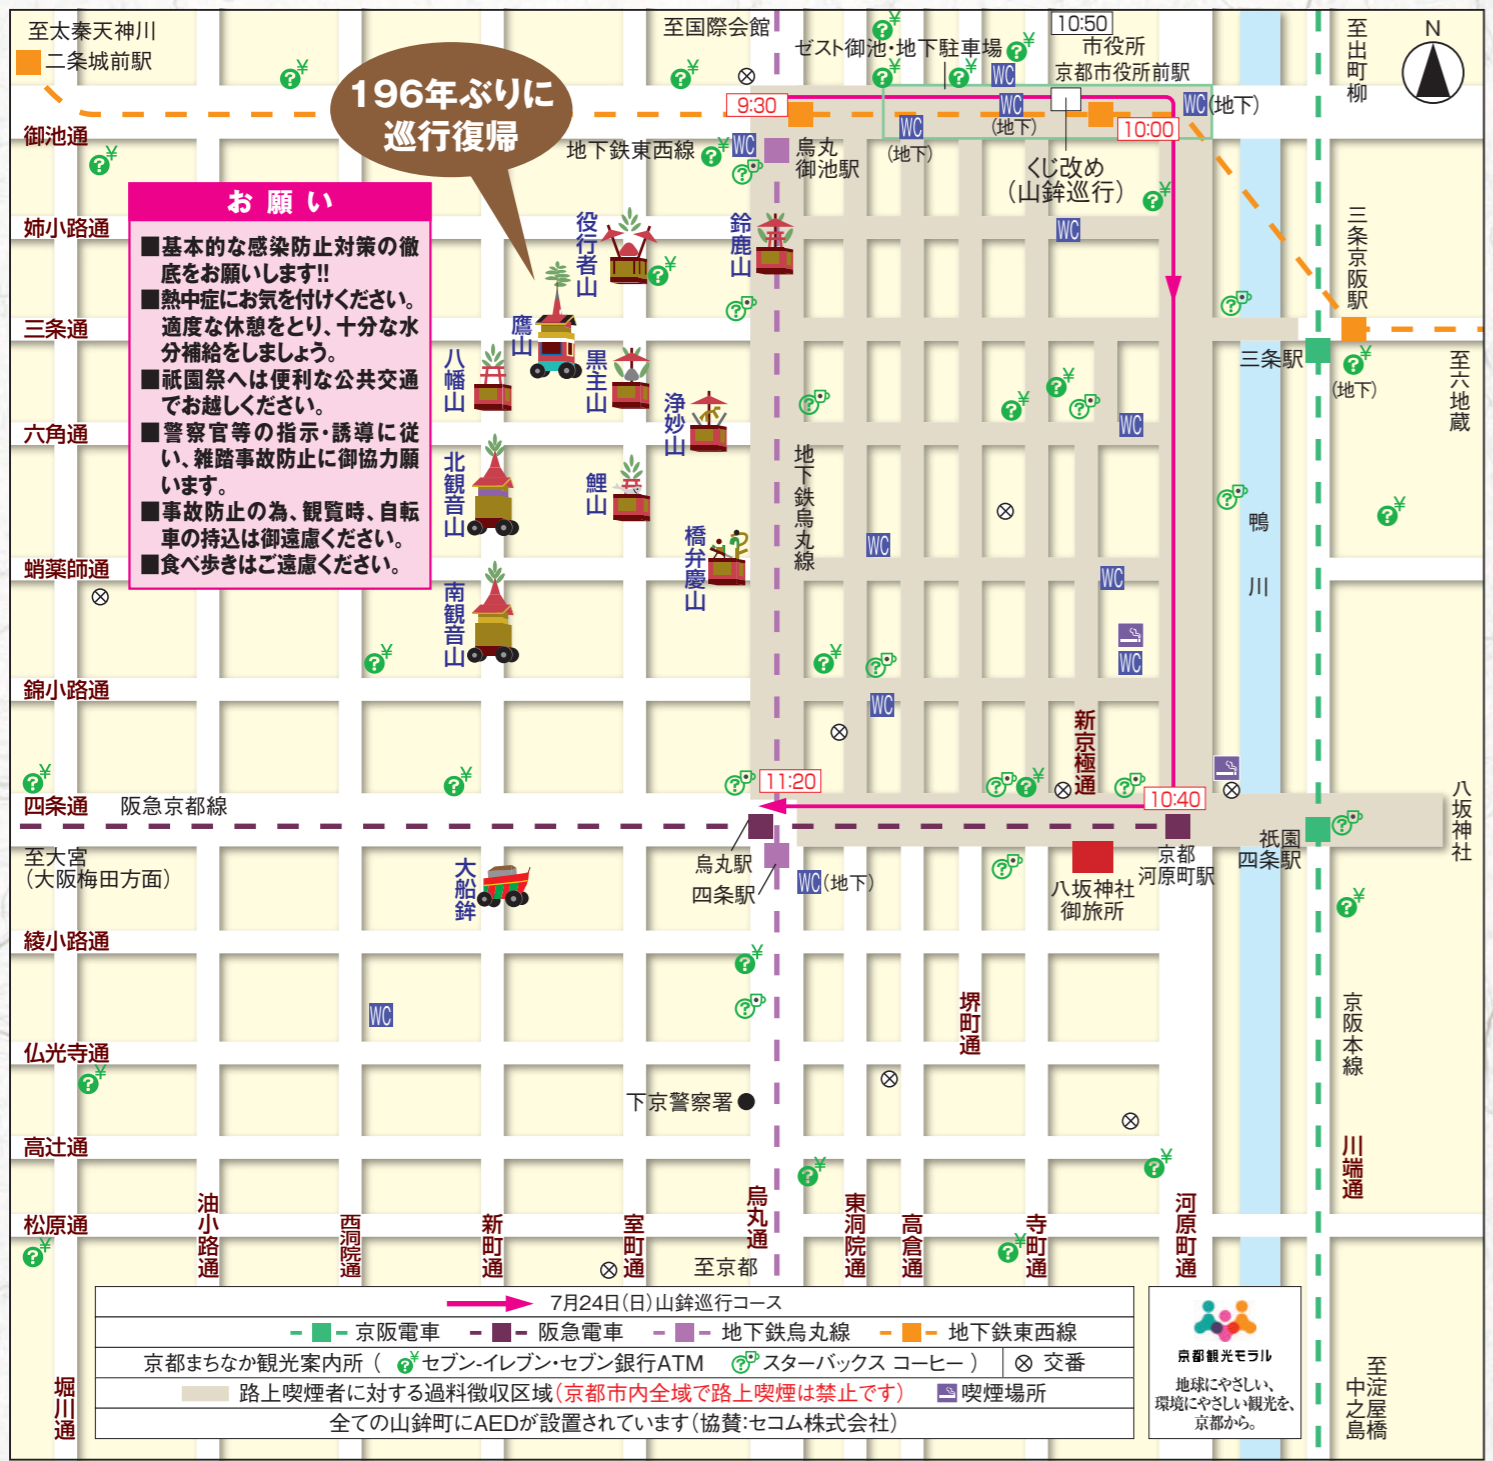 至太秦天神川
二条城前駅
至国際会館
10:50
ゼスト御池・地下駐車場
市役所
京都市役所前駅
至出町柳
N
196年ぶりに
巡行復帰
9:30
WC
WC
(地下)
WC
(地下)
WC
(地下)
10:00
御池通
地下鉄東西線
WC
烏丸
御池駅
くじ改め
(山鉾巡行)
お願い
■基本的な感染防止対策の徹
底をお願いします!!
■熱中症にお気を付けください。
適度な休憩をとり、十分な水
分補給をしましょう。
■祇園祭へは便利な公共交通
でお越しください。
■警察官等の指示・誘導に従
い、雑踏事故防止に御協力願
います。
■事故防止の為、観覧時、自転
車の持込は御遠慮ください。
■食べ歩きはご遠慮ください。
姉小路通
役行者山
鈴鹿山
WC
三条京阪駅
三条通
鷹山
八幡山
黒主山
浄妙山
三条駅
(地下)
至六地蔵
六角通
WC
北観音山
鯉山
地下鉄烏丸線
橋弁慶山
WC
鴨川
蛸薬師通
WC
南観音山
WC
錦小路通
WC
新京極通
四条通
阪急京都線
11:20
10:40
八坂神社
至大宮
(大阪梅田方面)
大船鉾
烏丸駅
四条駅
WC
(地下)
八坂神社
御旅所
京都
河原町駅
祇園
四条駅
綾小路通
WC
堺町通
京阪本線
仏光寺通
下京警察署
高辻通
川端通
松原通
油小路通
西洞院通
新町通
室町通
烏丸通
東洞院通
高倉通
寺町通
河原町通
至京都
堀川通
7月24日(日)山鉾巡行コース
京阪電車
阪急電車
地下鉄烏丸線
地下鉄東西線
京都まちなか観光案内所(セブン-イレブン・セブン銀行ATM スターバックス コーヒー) 交番
路上喫煙者に対する過料徴収区域(京都市内全域で路上喫煙は禁止です) 喫煙場所
全ての山鉾町にAEDが設置されています(協賛:セコム株式会社)
京都観光モラル
地球にやさしい、
環境にやさしい観光を、
京都から。
至淀屋橋
中之島